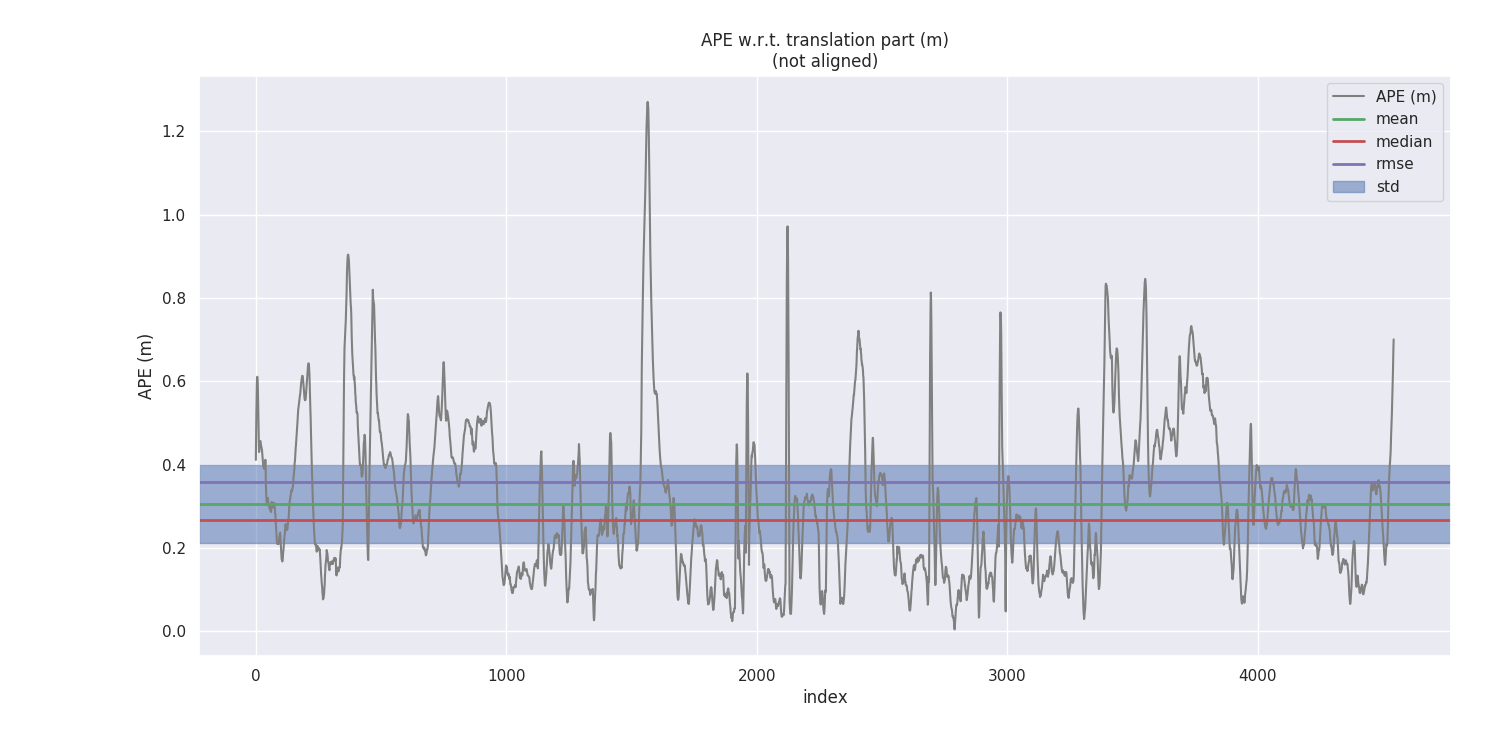 APE w.r.t. translation part (m)
(not aligned)
APE (m)
mean
median
rmse
std
APE (m)
1.2
1.0
0.8
0.6
0.4
0.2
0.0
0 1000 2000 3000 4000
index